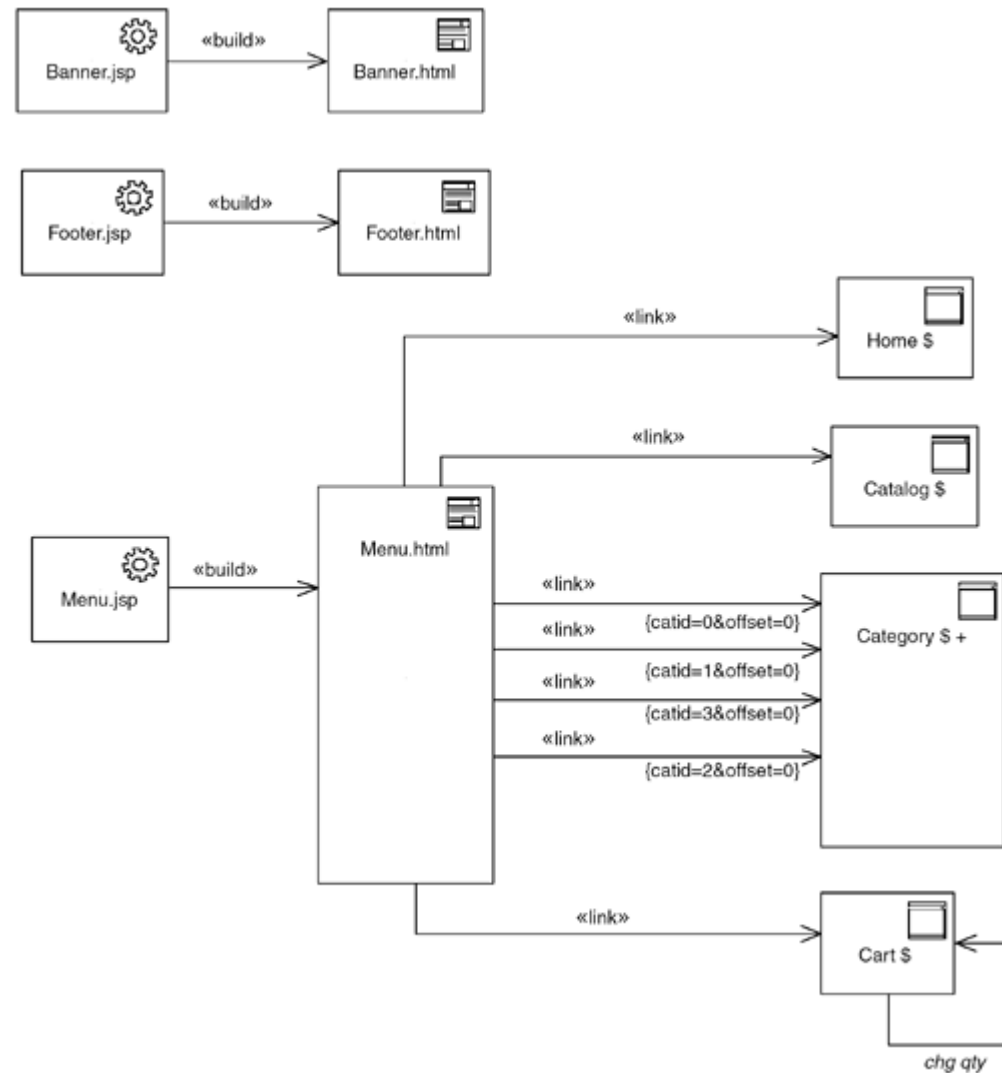 «build»
Banner.jsp
Banner.html
«build»
Footer.jsp
Footer.html
«link»
Home $
«link»
Catalog $
Menu.html
«build»
Menu.jsp
«link»
{catid=0&offset=0}
Category $ +
«link»
{catid=1&offset=0}
«link»
{catid=3&offset=0}
«link»
{catid=2&offset=0}
«link»
Cart $
chg qty